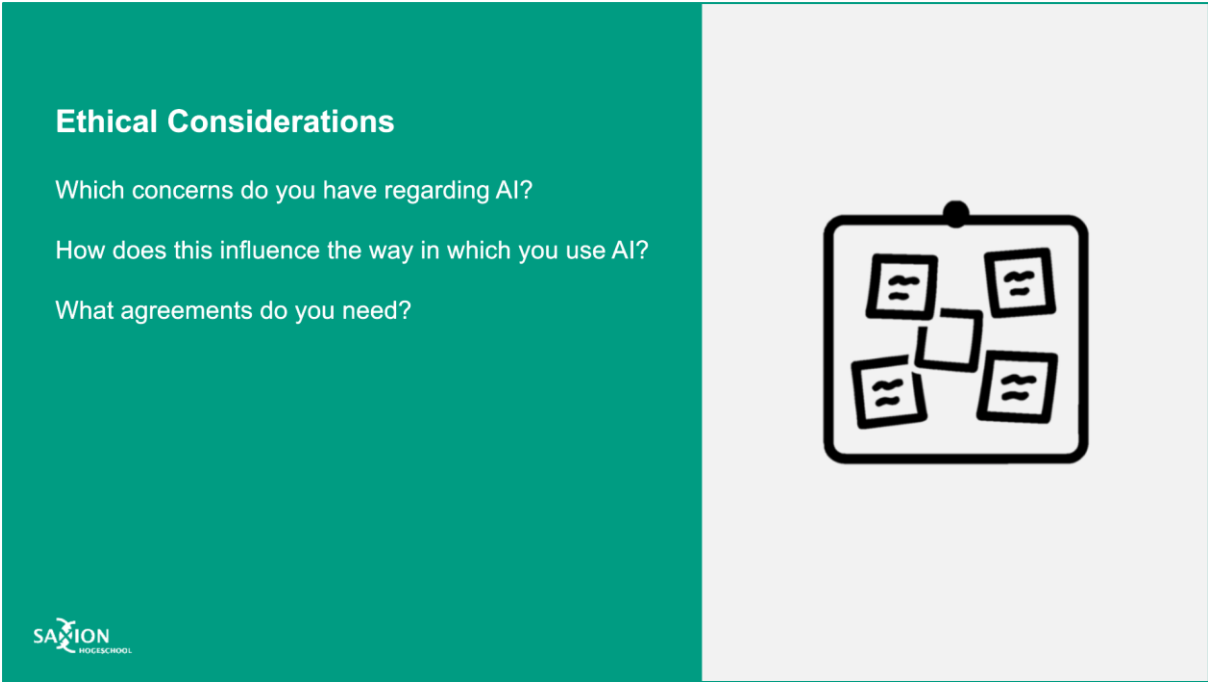 Ethical Considerations
Which concerns do you have regarding AI?
How does this influence the way in which you use AI?
What agreements do you need?
SAXION
HOGESCHOOL